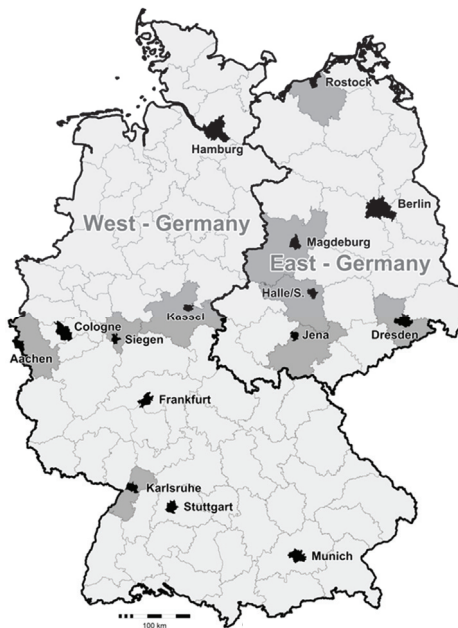 Rostock
Hamburg
Berlin
West - Germany
Magdeburg
East - Germany
Halle/S.
Kassel
Cologne
Siegen
Jena
Dresden
Aachen
Frankfurt
Karlsruhe
Stuttgart
Munich
100 km